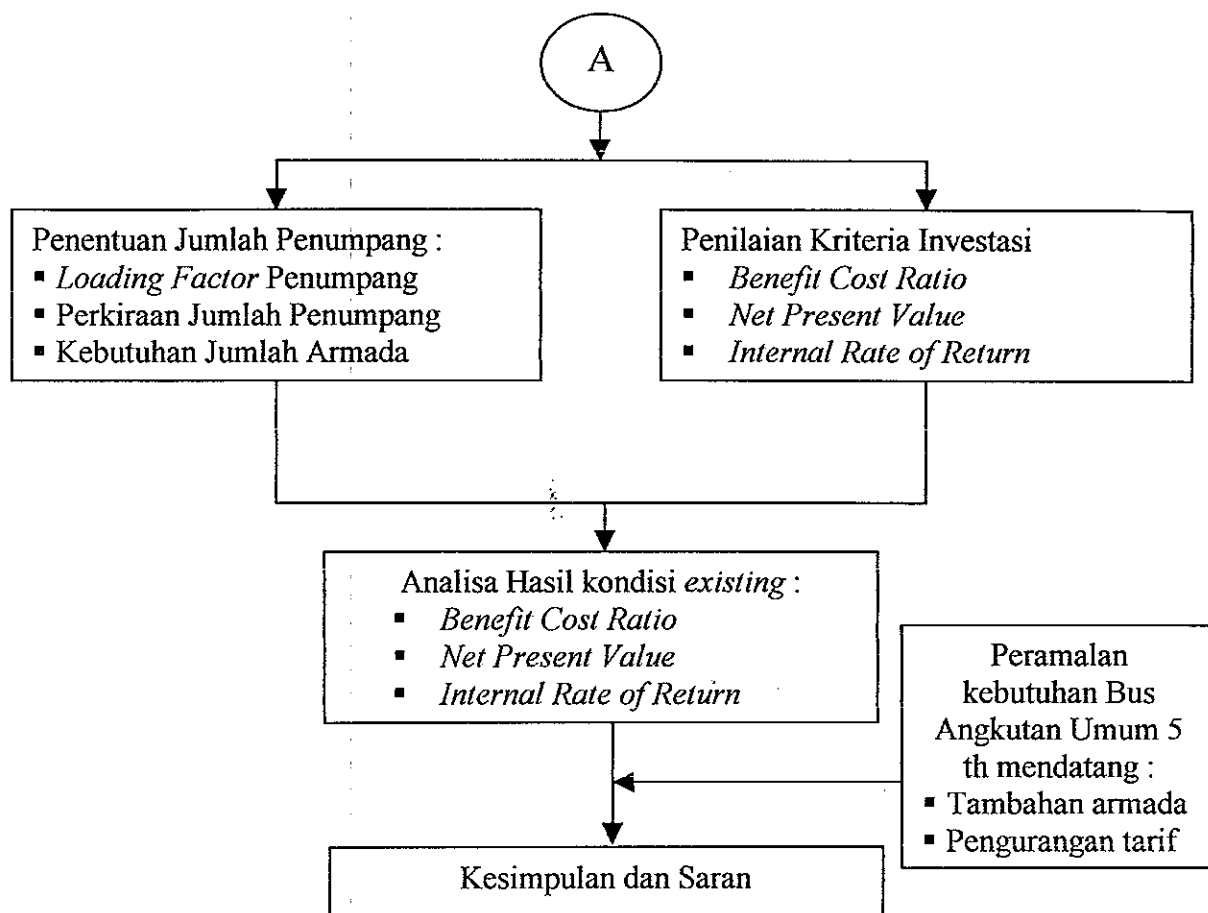 A
Penentuan Jumlah Penumpang :
▪ Loading Factor Penumpang
▪ Perkiraan Jumlah Penumpang
▪ Kebutuhan Jumlah Armada
Penilaian Kriteria Investasi
▪ Benefit Cost Ratio
▪ Net Present Value
▪ Internal Rate of Return
Analisa Hasil kondisi existing :
▪ Benefit Cost Ratio
▪ Net Present Value
▪ Internal Rate of Return
Peramalan
kebutuhan Bus
Angkutan Umum 5
th mendatang :
▪ Tambahan armada
▪ Pengurangan tarif
Kesimpulan dan Saran